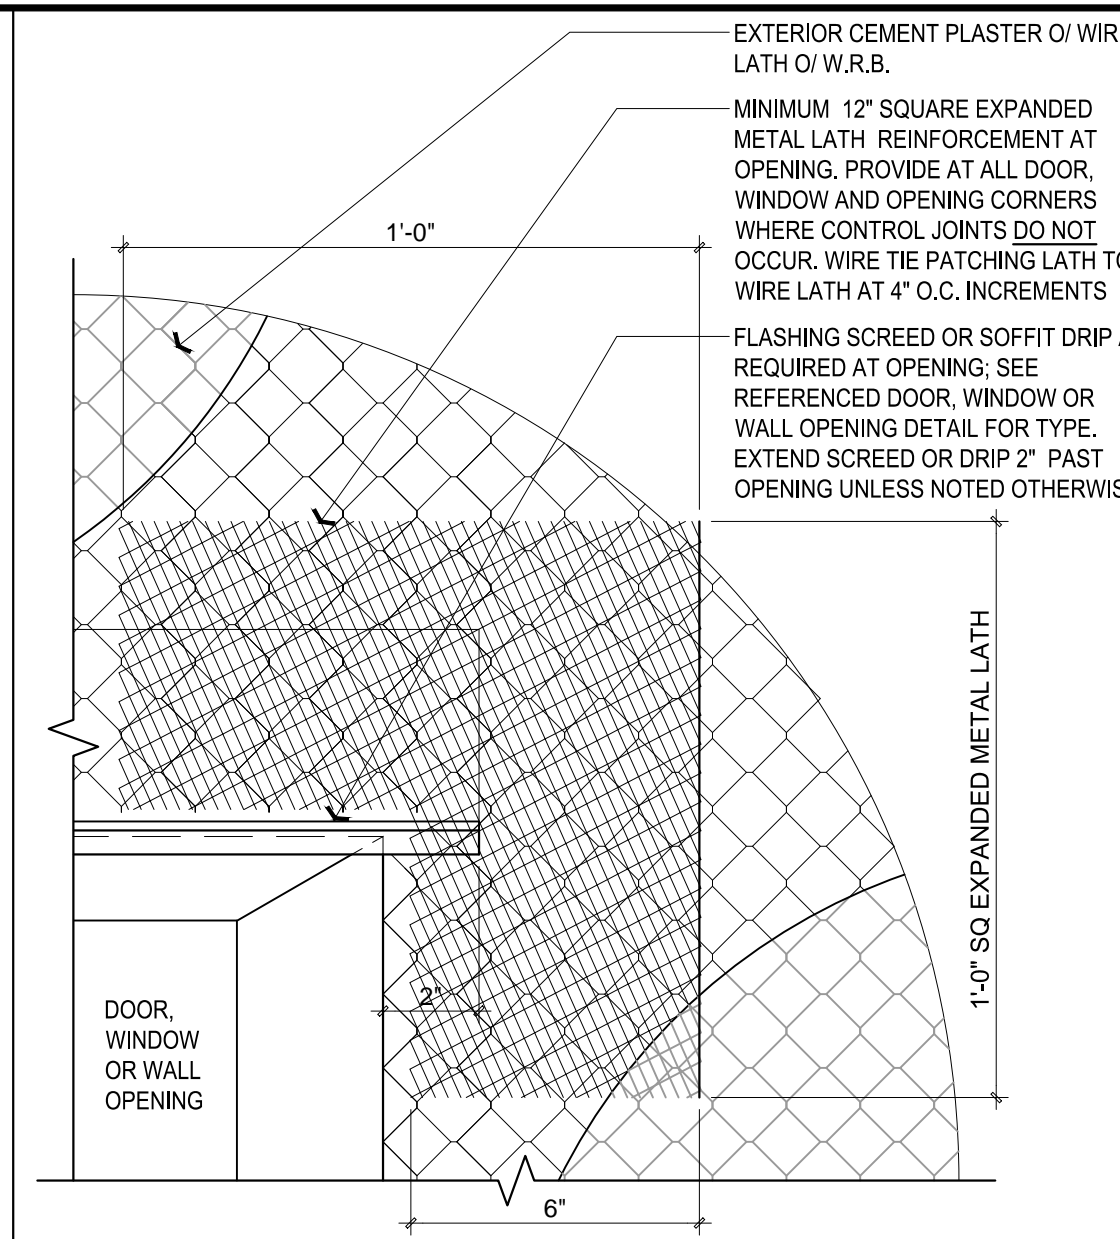 EXTERIOR CEMENT PLASTER O/ WIR
LATH O/ W.R.B.
MINIMUM 12" SQUARE EXPANDED
METAL LATH REINFORCEMENT AT
OPENING. PROVIDE AT ALL DOOR,
WINDOW AND OPENING CORNERS
WHERE CONTROL JOINTS DO NOT
OCCUR. WIRE TIE PATCHING LATH TO
WIRE LATH AT 4" O.C. INCREMENTS
FLASHING SCREED OR SOFFIT DRIP A
REQUIRED AT OPENING; SEE
REFERENCED DOOR, WINDOW OR
WALL OPENING DETAIL FOR TYPE.
EXTEND SCREED OR DRIP 2" PAST
OPENING UNLESS NOTED OTHERWIS
1'-0"
1'-0" SQ EXPANDED METAL LATH
2"
DOOR,
WINDOW
OR WALL
OPENING
6"